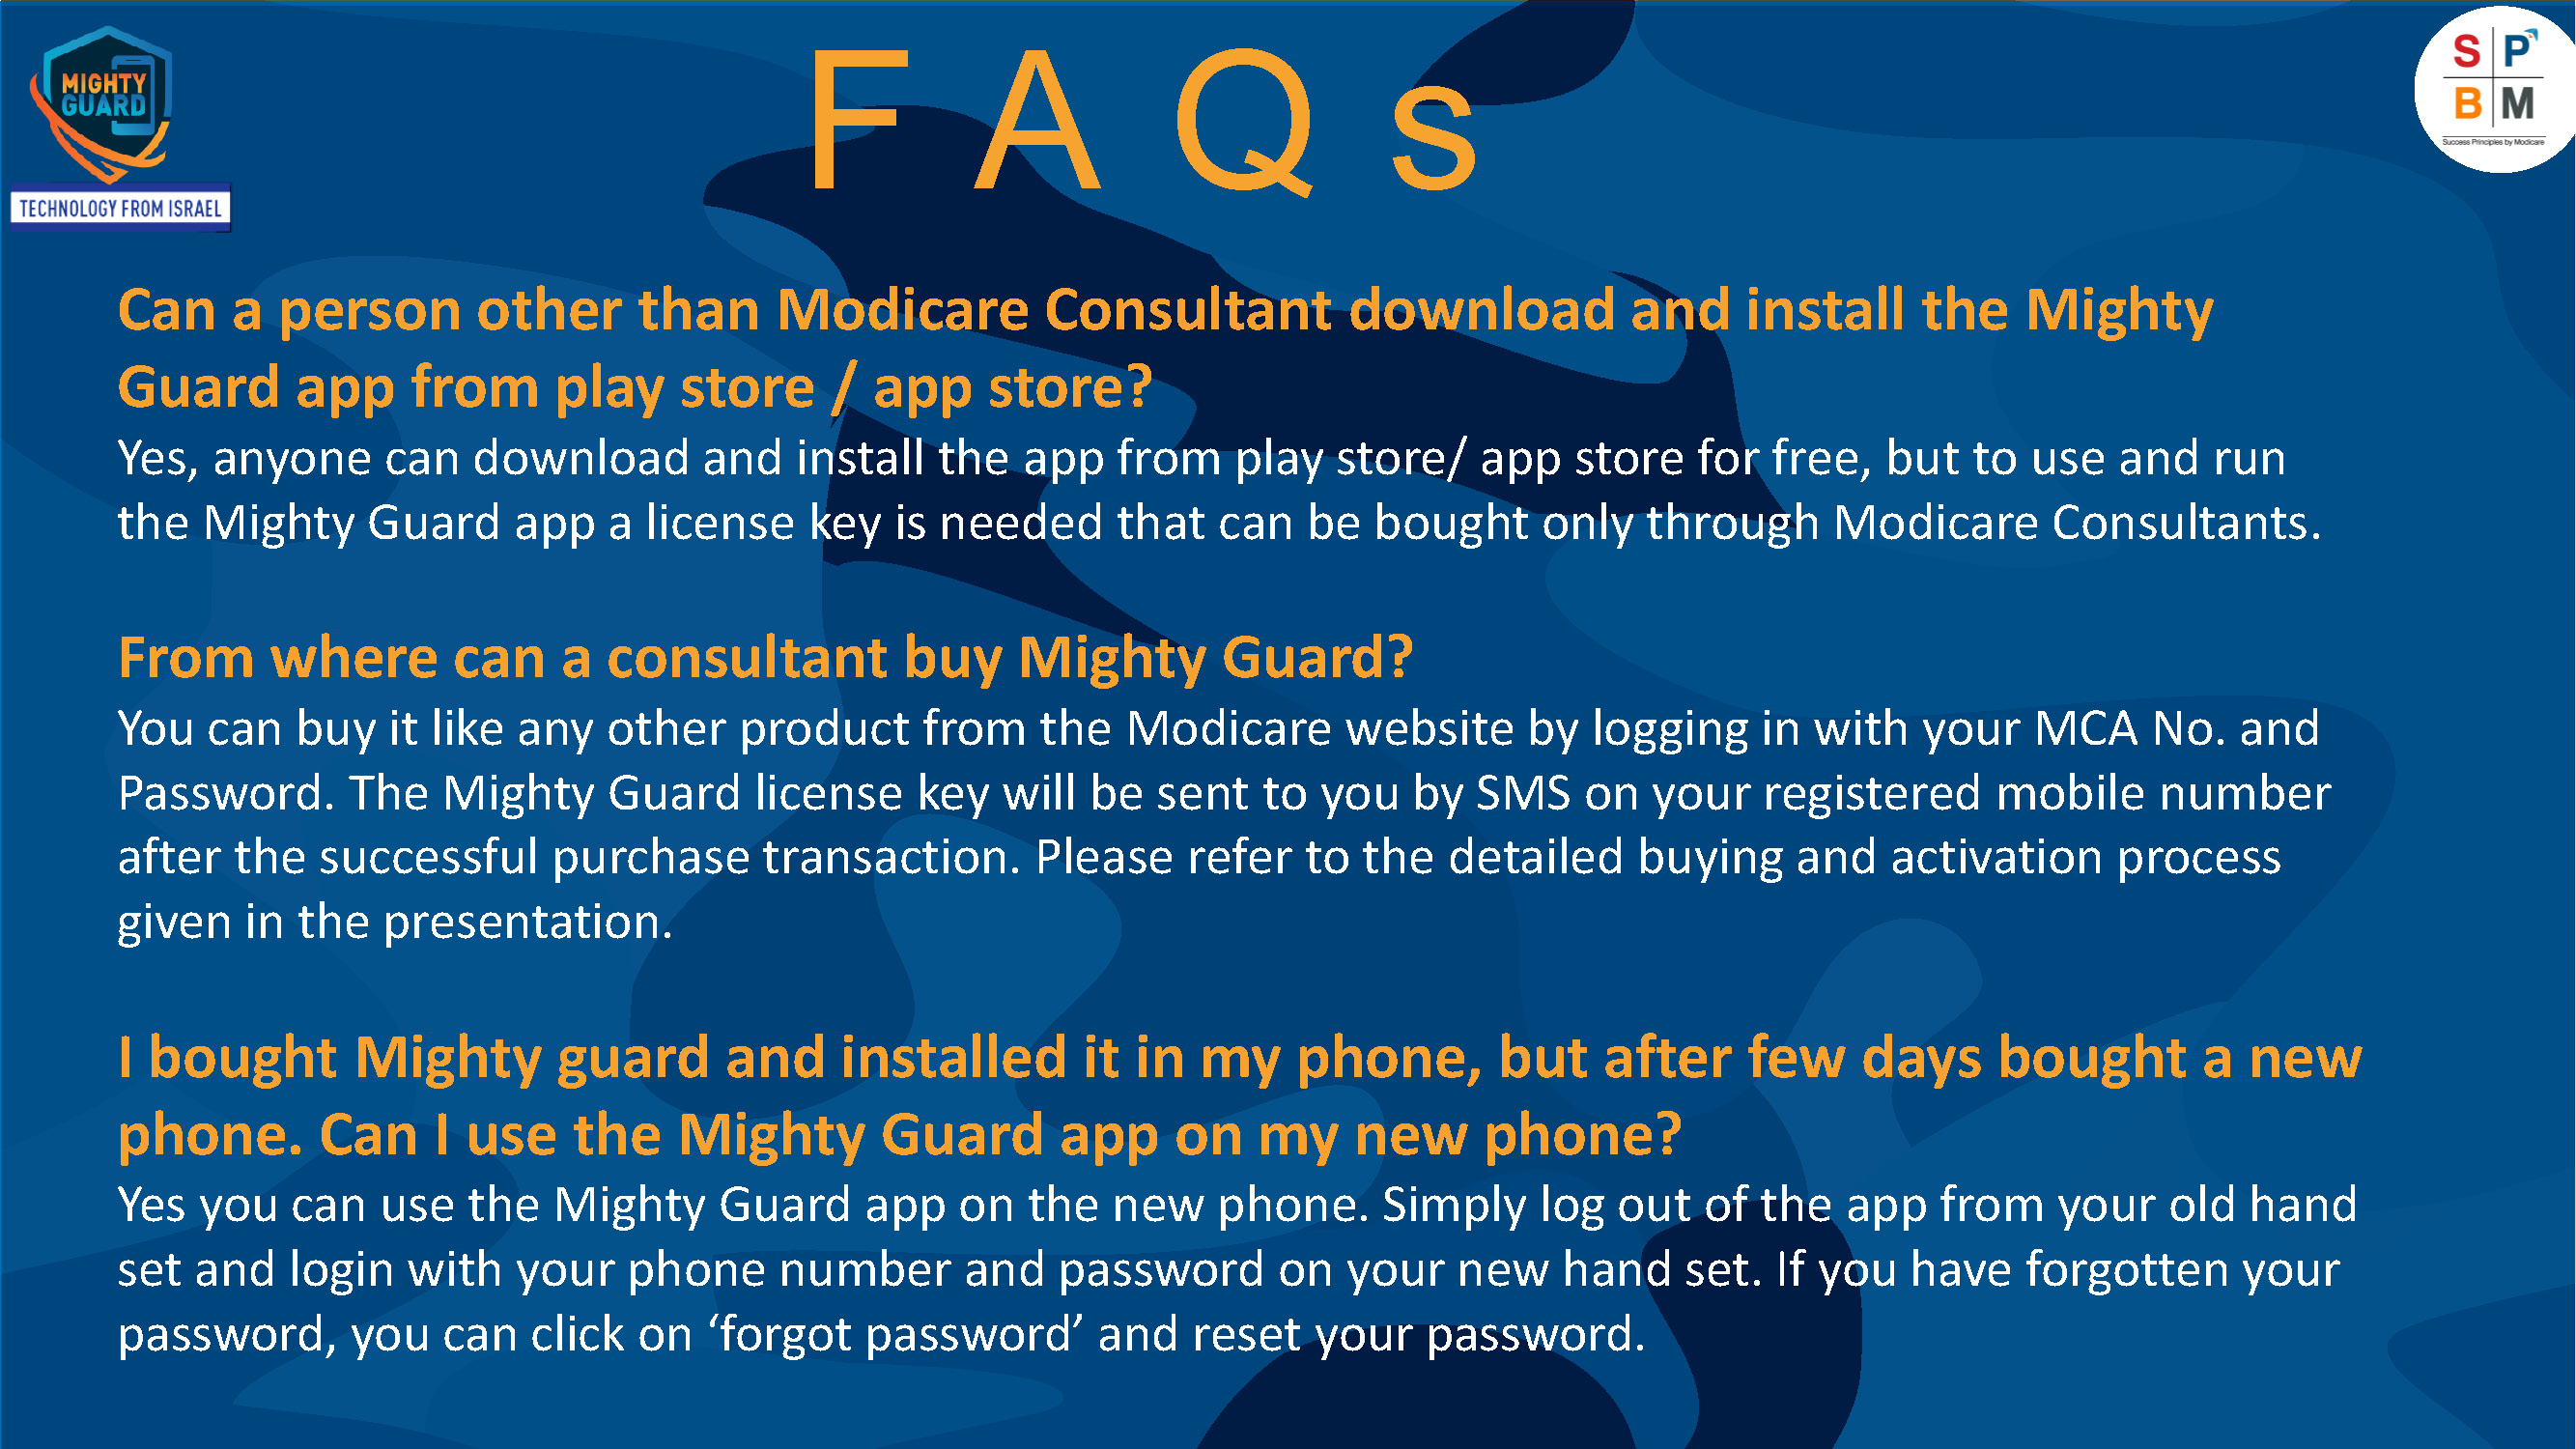 MIGHTY
GUARD
TECHNOLOGY FROM ISRAEL
F A Q s
S P
B M
Success Principles by Modicare
Can a person other than Modicare Consultant download and install the Mighty
Guard app from play store / app store?
Yes, anyone can download and install the app from play store/ app store for free, but to use and run
the Mighty Guard app a license key is needed that can be bought only through Modicare Consultants.
From where can a consultant buy Mighty Guard?
You can buy it like any other product from the Modicare website by logging in with your MCA No. and
Password. The Mighty Guard license key will be sent to you by SMS on your registered mobile number
after the successful purchase transaction. Please refer to the detailed buying and activation process
given in the presentation.
I bought Mighty guard and installed it in my phone, but after few days bought a new
phone. Can I use the Mighty Guard app on my new phone?
Yes you can use the Mighty Guard app on the new phone. Simply log out of the app from your old hand
set and login with your phone number and password on your new hand set. If you have forgotten your
password, you can click on ‘forgot password’ and reset your password.